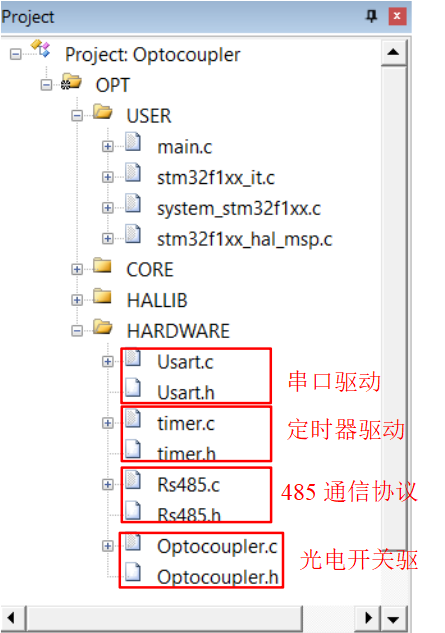 Project
Project: Optocoupler
OPT
USER
main.c
stm32f1xx_it.c
system_stm32f1xx.c
stm32f1xx_hal_msp.c
CORE
HALLIB
HARDWARE
Usart.c
Usart.h
串口驱动
timer.c
timer.h
定时器驱动
Rs485.c
Rs485.h
485 通信协议
Optocoupler.c
Optocoupler.h
光电开关驱